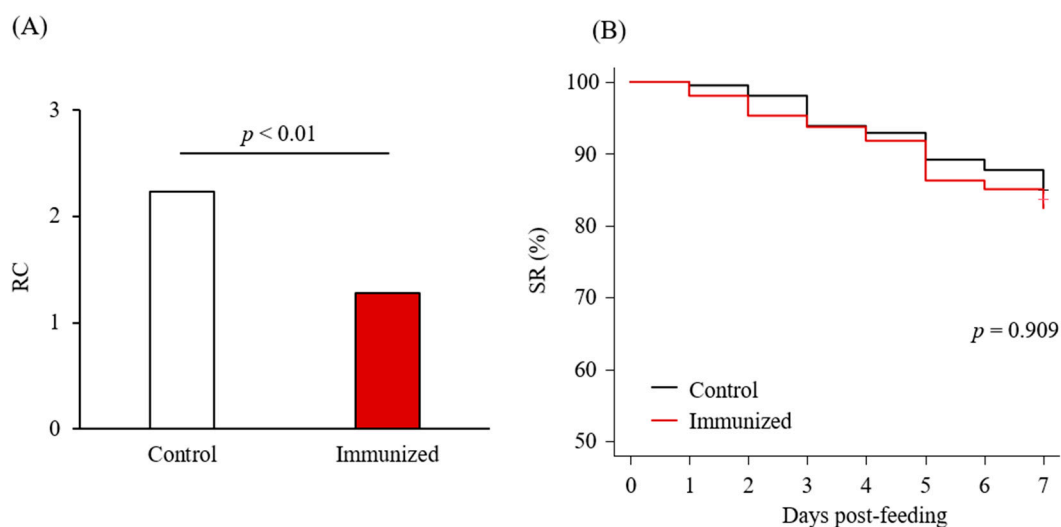 (A)
3
p < 0.01
2
RC
1
0
Control
Immunized
(B)
100
90
80
SR (%)
70
p = 0.909
60
Control
Immunized
50
0 1 2 3 4 5 6 7
Days post-feeding